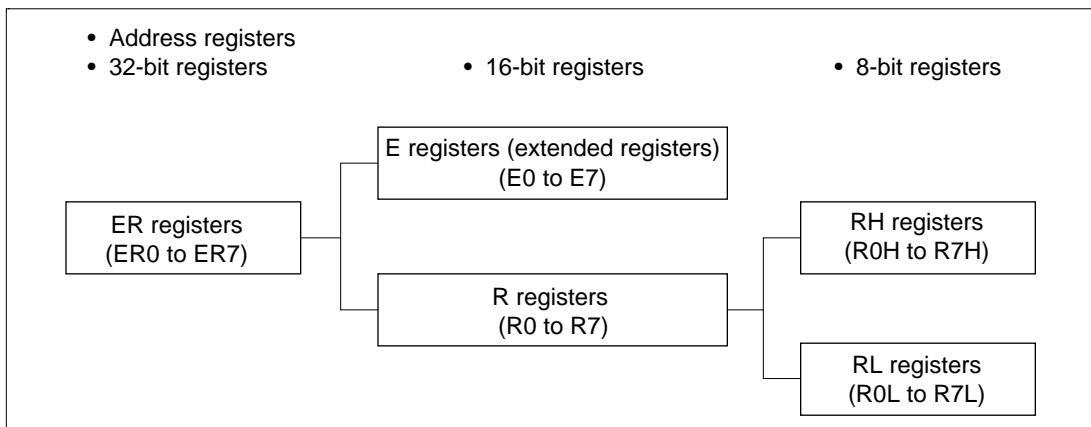 • Address registers
• 32-bit registers
• 16-bit registers
• 8-bit registers
E registers (extended registers)
(E0 to E7)
ER registers
(ER0 to ER7)
RH registers
(R0H to R7H)
R registers
(R0 to R7)
RL registers
(R0L to R7L)